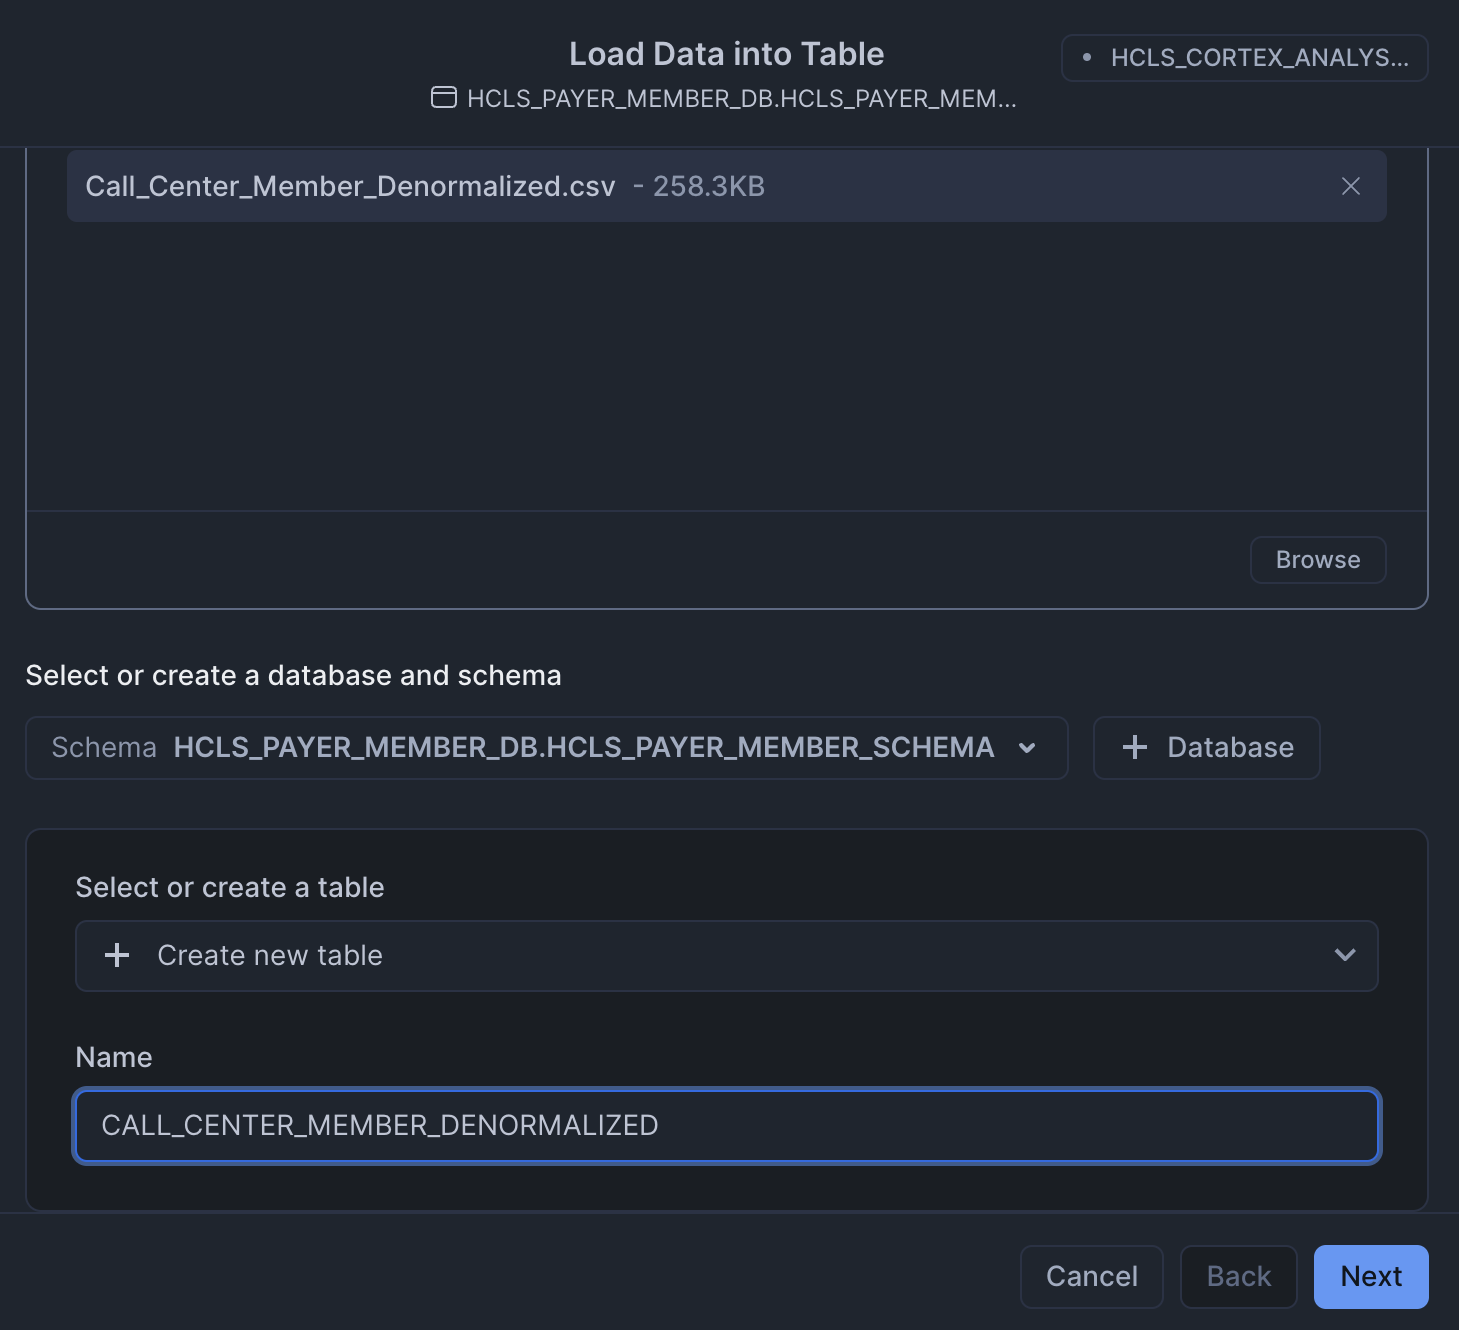 Load Data into Table
HCLS_CORTEX_ANALYS...
HCLS_PAYER_MEMBER_DB.HCLS_PAYER_MEM...
Call_Center_Member_Denormalized.csv - 258.3KB
Browse
Select or create a database and schema
Schema HCLS_PAYER_MEMBER_DB.HCLS_PAYER_MEMBER_SCHEMA
+ Database
Select or create a table
+ Create new table
Name
CALL_CENTER_MEMBER_DENORMALIZED
Cancel Back Next